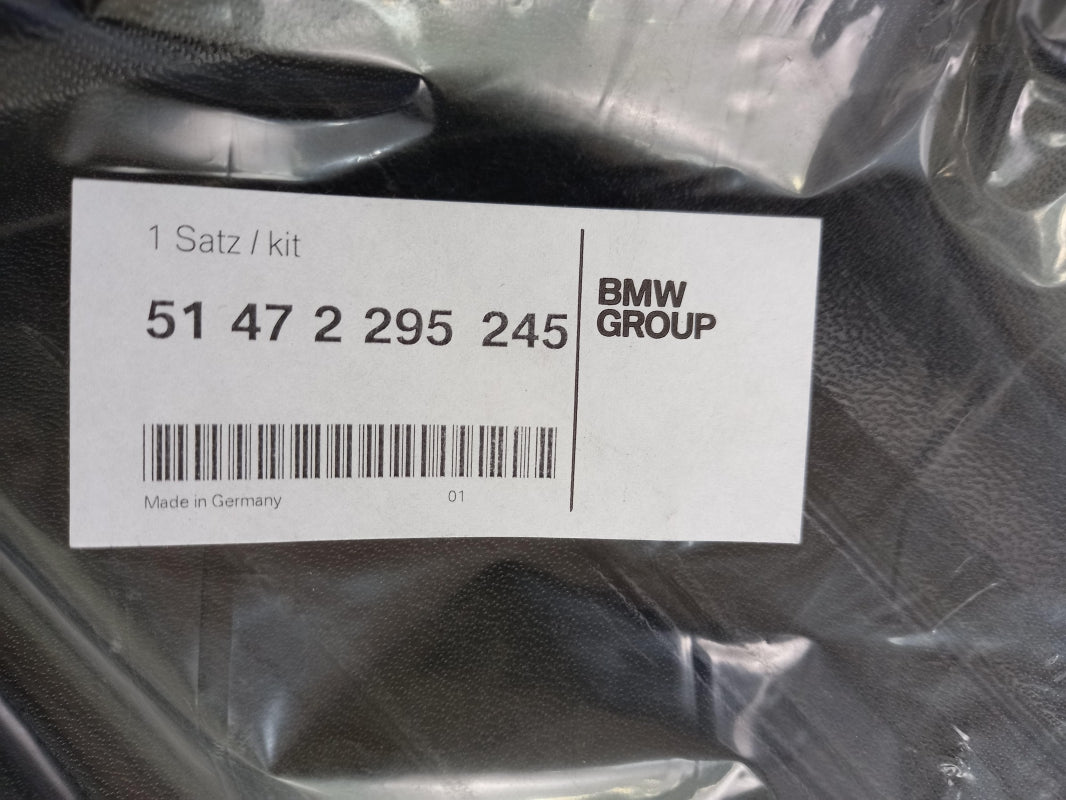 1 Satz / kit
51 47 2 295 245
BMW
GROUP
Made in Germany
01